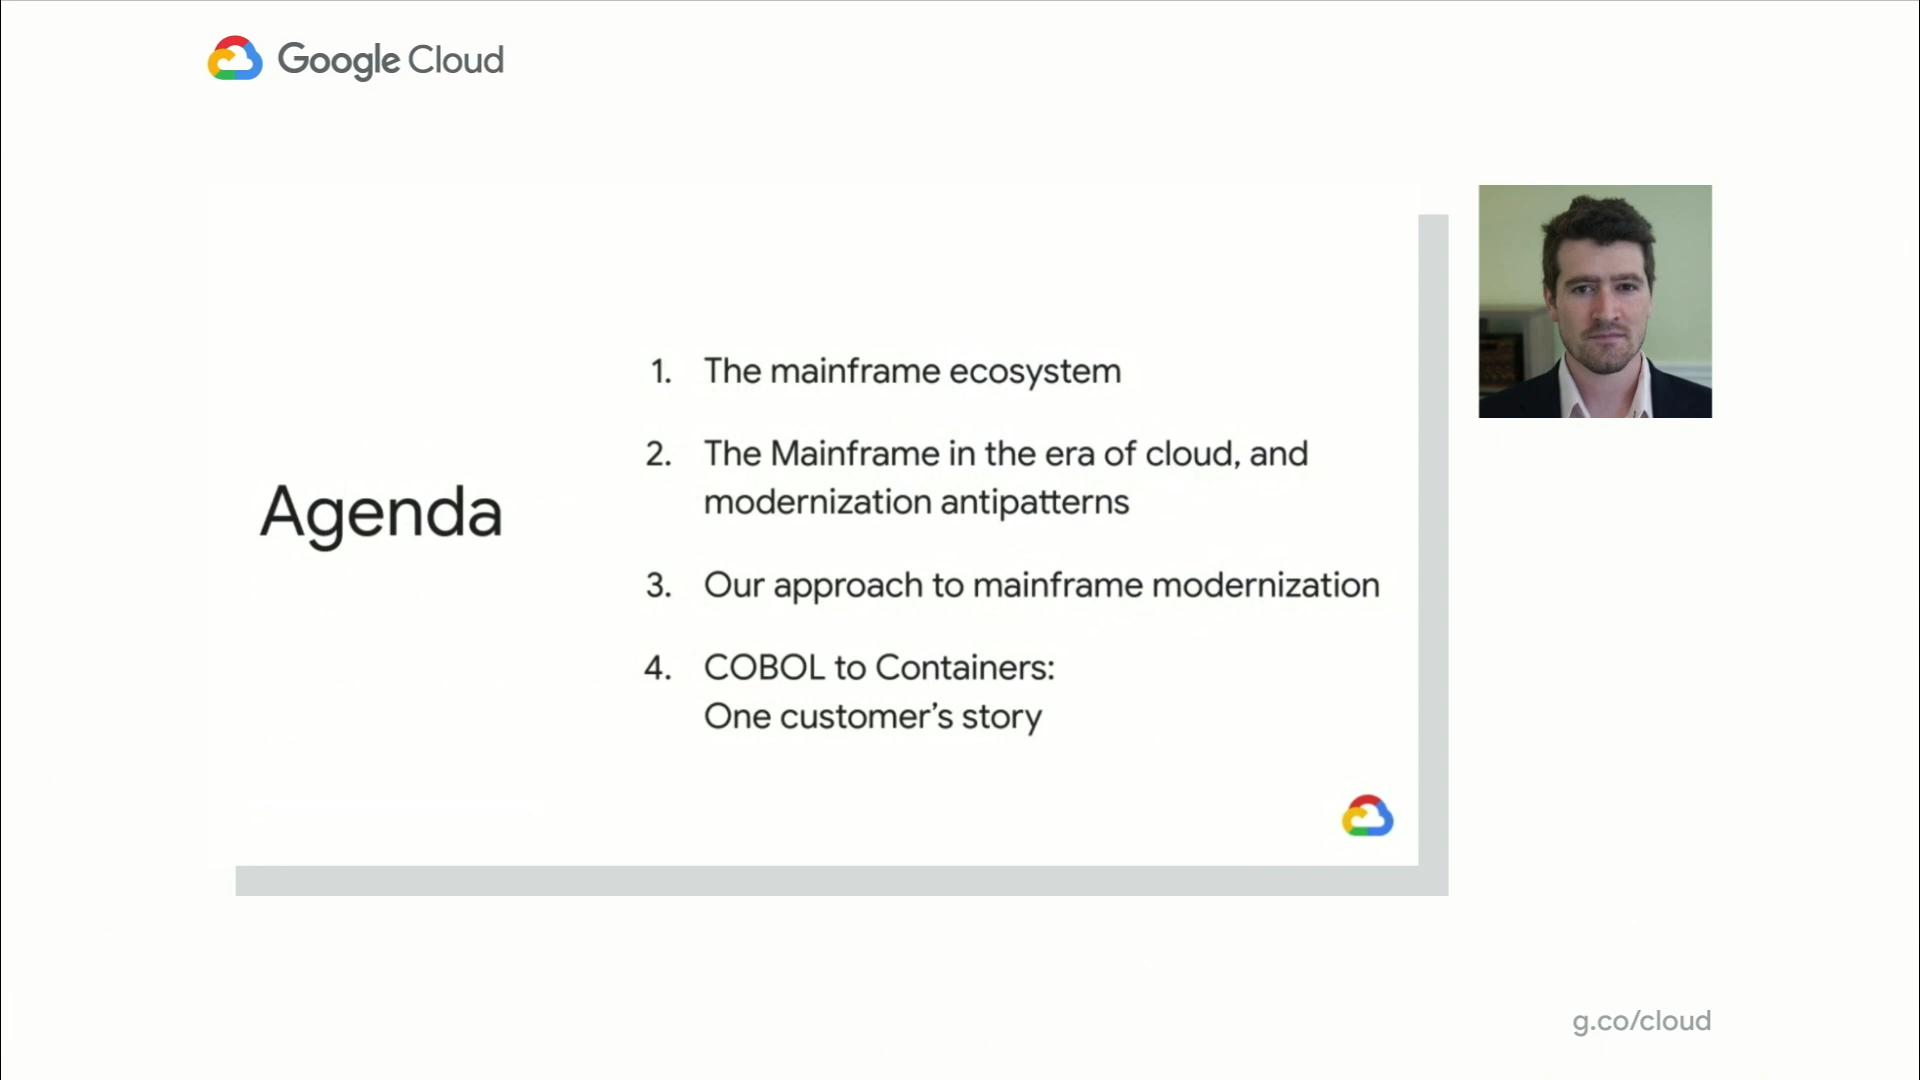 Google Cloud
Agenda
1. The mainframe ecosystem
2. The Mainframe in the era of cloud, and
modernization antipatterns
3. Our approach to mainframe modernization
4. COBOL to Containers:
One customer’s story
g.co/cloud